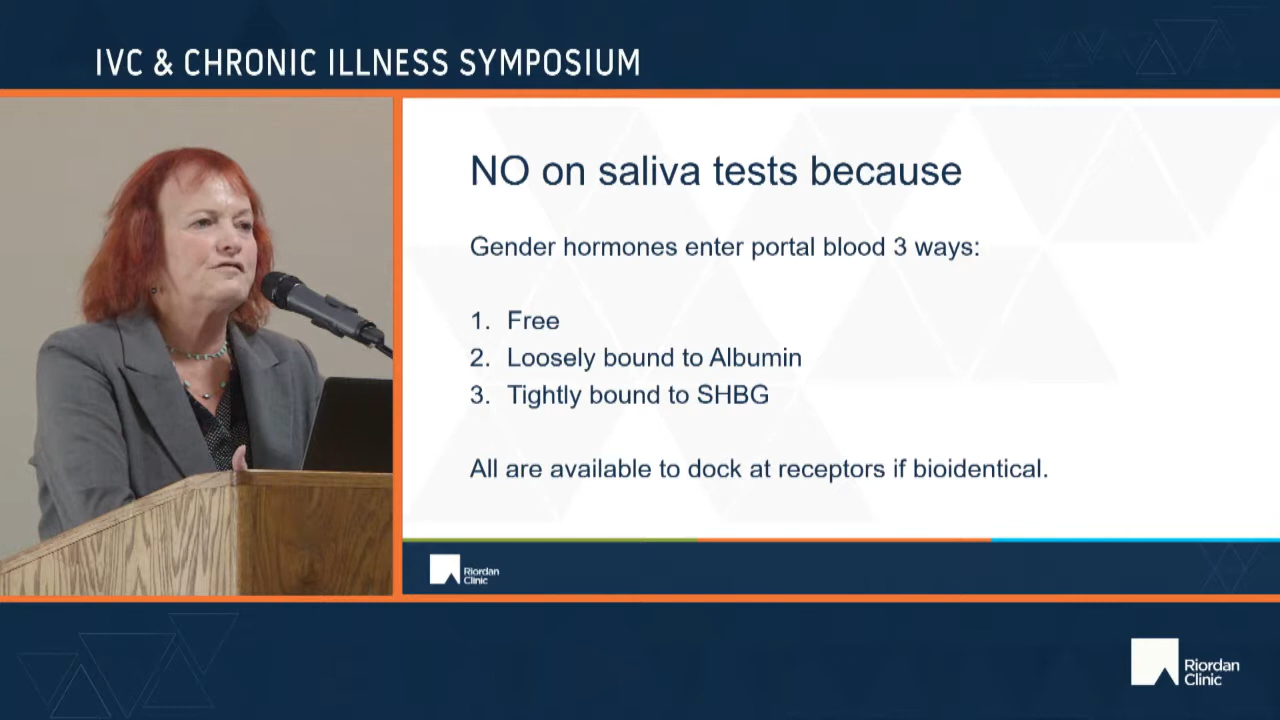 IVC & CHRONIC ILLNESS SYMPOSIUM
NO on saliva tests because
Gender hormones enter portal blood 3 ways:
1. Free
2. Loosely bound to Albumin
3. Tightly bound to SHBG
All are available to dock at receptors if bioidentical.
Riordan
Clinic
Riordan
Clinic